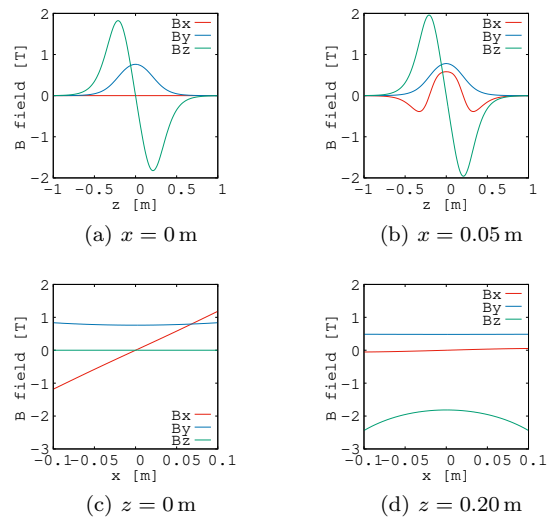 B field [T]
2
1
0
−1
−2
Bx
By
Bz
−1
−0.5
0
0.5
1
z [m]
(a) x = 0 m
B field [T]
2
1
0
−1
−2
Bx
By
Bz
−1
−0.5
0
0.5
1
z [m]
(b) x = 0.05 m
B field [T]
2
1
0
−1
−2
−3
Bx
By
Bz
−0.1
−0.05
0
0.05
0.1
x [m]
(c) z = 0 m
B field [T]
2
1
0
−1
−2
−3
Bx
By
Bz
−0.1
−0.05
0
0.05
0.1
x [m]
(d) z = 0.20 m